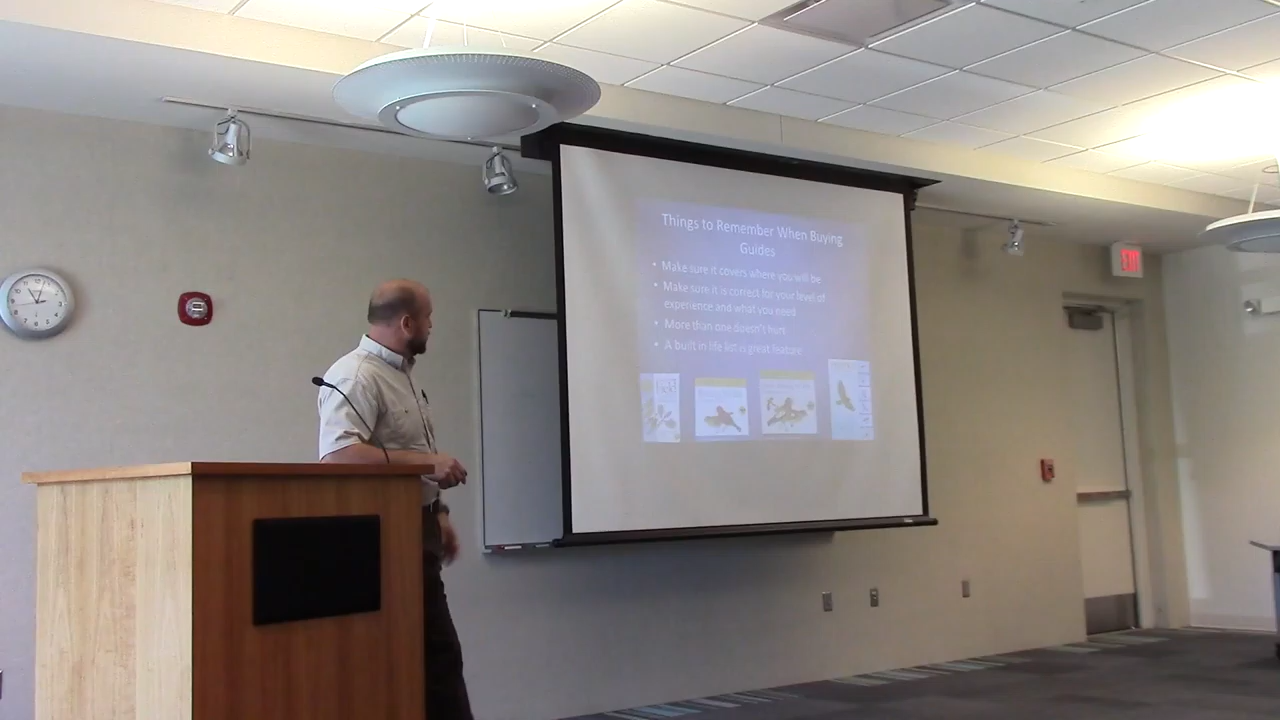 Things to Remember When Buying
Guides
• Make sure it covers where you will be
• Make sure it is correct for your level of
experience and what you need
• More than one doesn't hurt
• A built in life list is great feature
EXIT